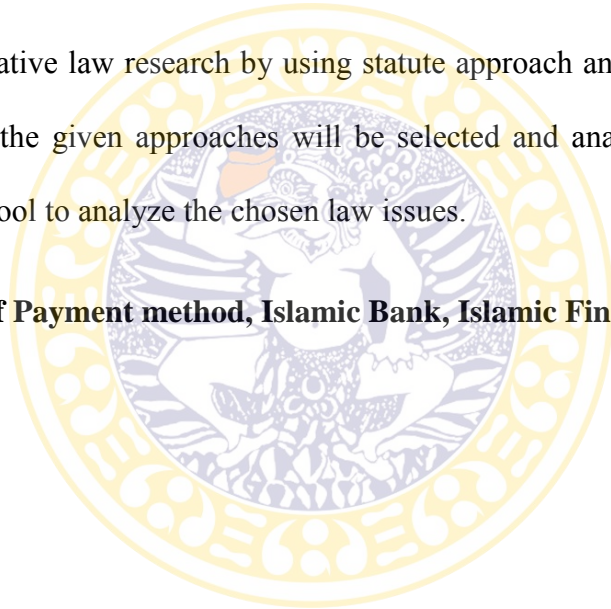 ative law research by using statute approach an
the given approaches will be selected and ana
ool to analyze the chosen law issues.
f Payment method, Islamic Bank, Islamic Fin